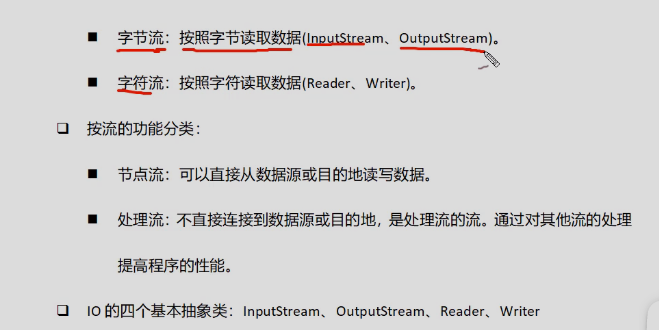 ■ 字节流：按照字节读取数据(InputStream、OutputStream)。
■ 字符流：按照字符读取数据(Reader、Writer)。
❑ 按流的功能分类：
■ 节点流：可以直接从数据源或目的地读写数据。
■ 处理流：不直接连接到数据源或目的地，是处理流的流。通过对其他流的处理
提高程序的性能。
❑ IO 的四个基本抽象类：InputStream、OutputStream、Reader、Writer